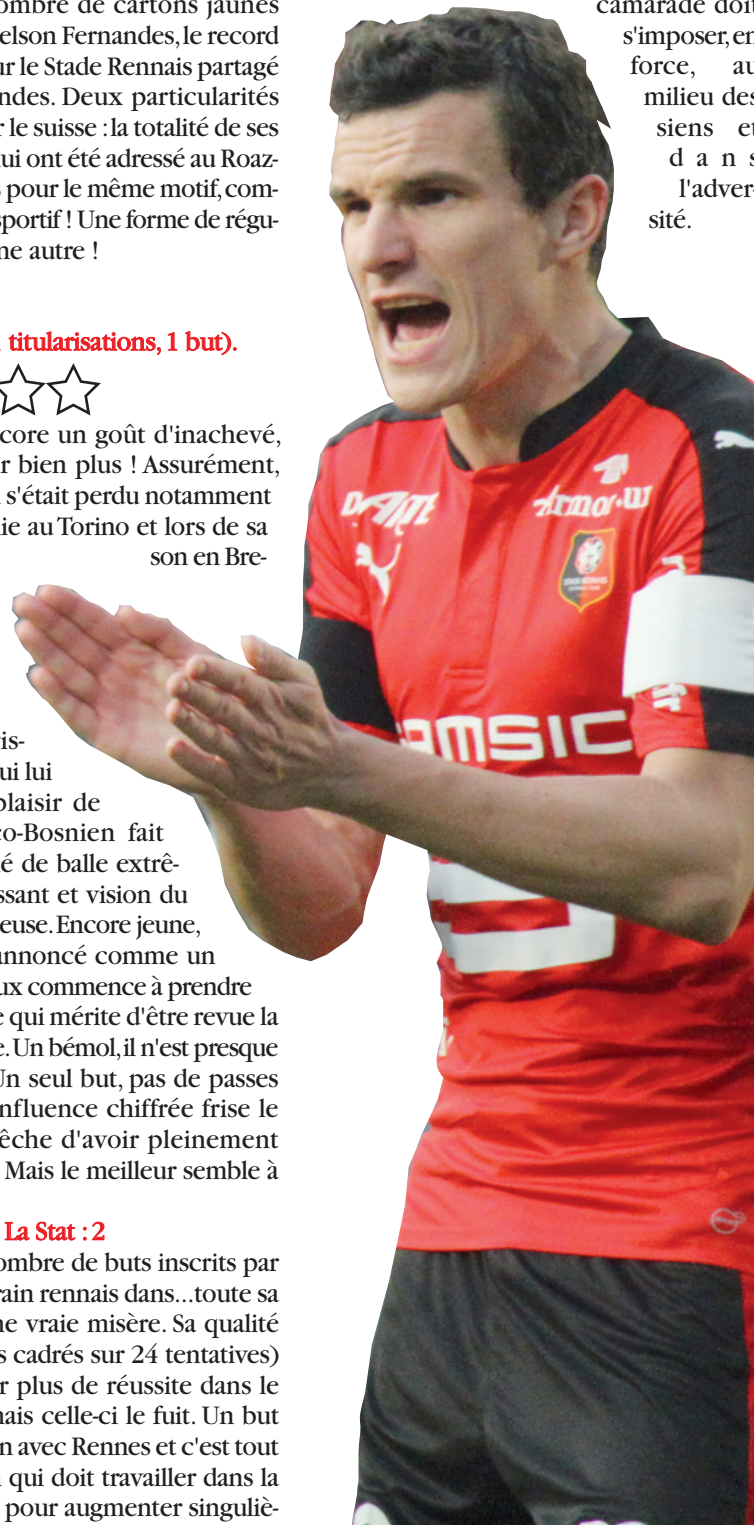 ombre de cartons jaunes
elson Fernandes, le record
ur le Stade Rennais partagé
ndes. Deux particularités
r le suisse : la totalité de ses
ui ont été adressé au Roaz-
s pour le même motif, com-
sportif ! Une forme de régu-
ne autre !
titularisations, 1 but).
core un goût d'inachevé,
r bien plus ! Assurément,
s'était perdu notamment
ie au Torino et lors de sa
son en Bre-
is-
ui lui
plaisir de
co-Bosnien fait
é de balle extrê-
ssant et vision du
euse. Encore jeune,
annoncé comme un
ux commence à prendre
e qui mérite d'être revue la
e. Un bémol, il n'est presque
Un seul but, pas de passes
nfluence chiffrée frise le
êche d'avoir pleinement
Mais le meilleur semble à
La Stat : 2
ombre de buts inscrits par
rain rennais dans...toute sa
ne vraie misère. Sa qualité
s cadrés sur 24 tentatives)
r plus de réussite dans le
nais celle-ci le fuit. Un but
n avec Rennes et c'est tout
qui doit travailler dans la
pour augmenter singuliè-
camarade doit
s'imposer, en
force, au
milieu des
siens et
dans
l'adver-
sité.
Armor-lux
STADE RENNAIS
SAMSIC
.fr